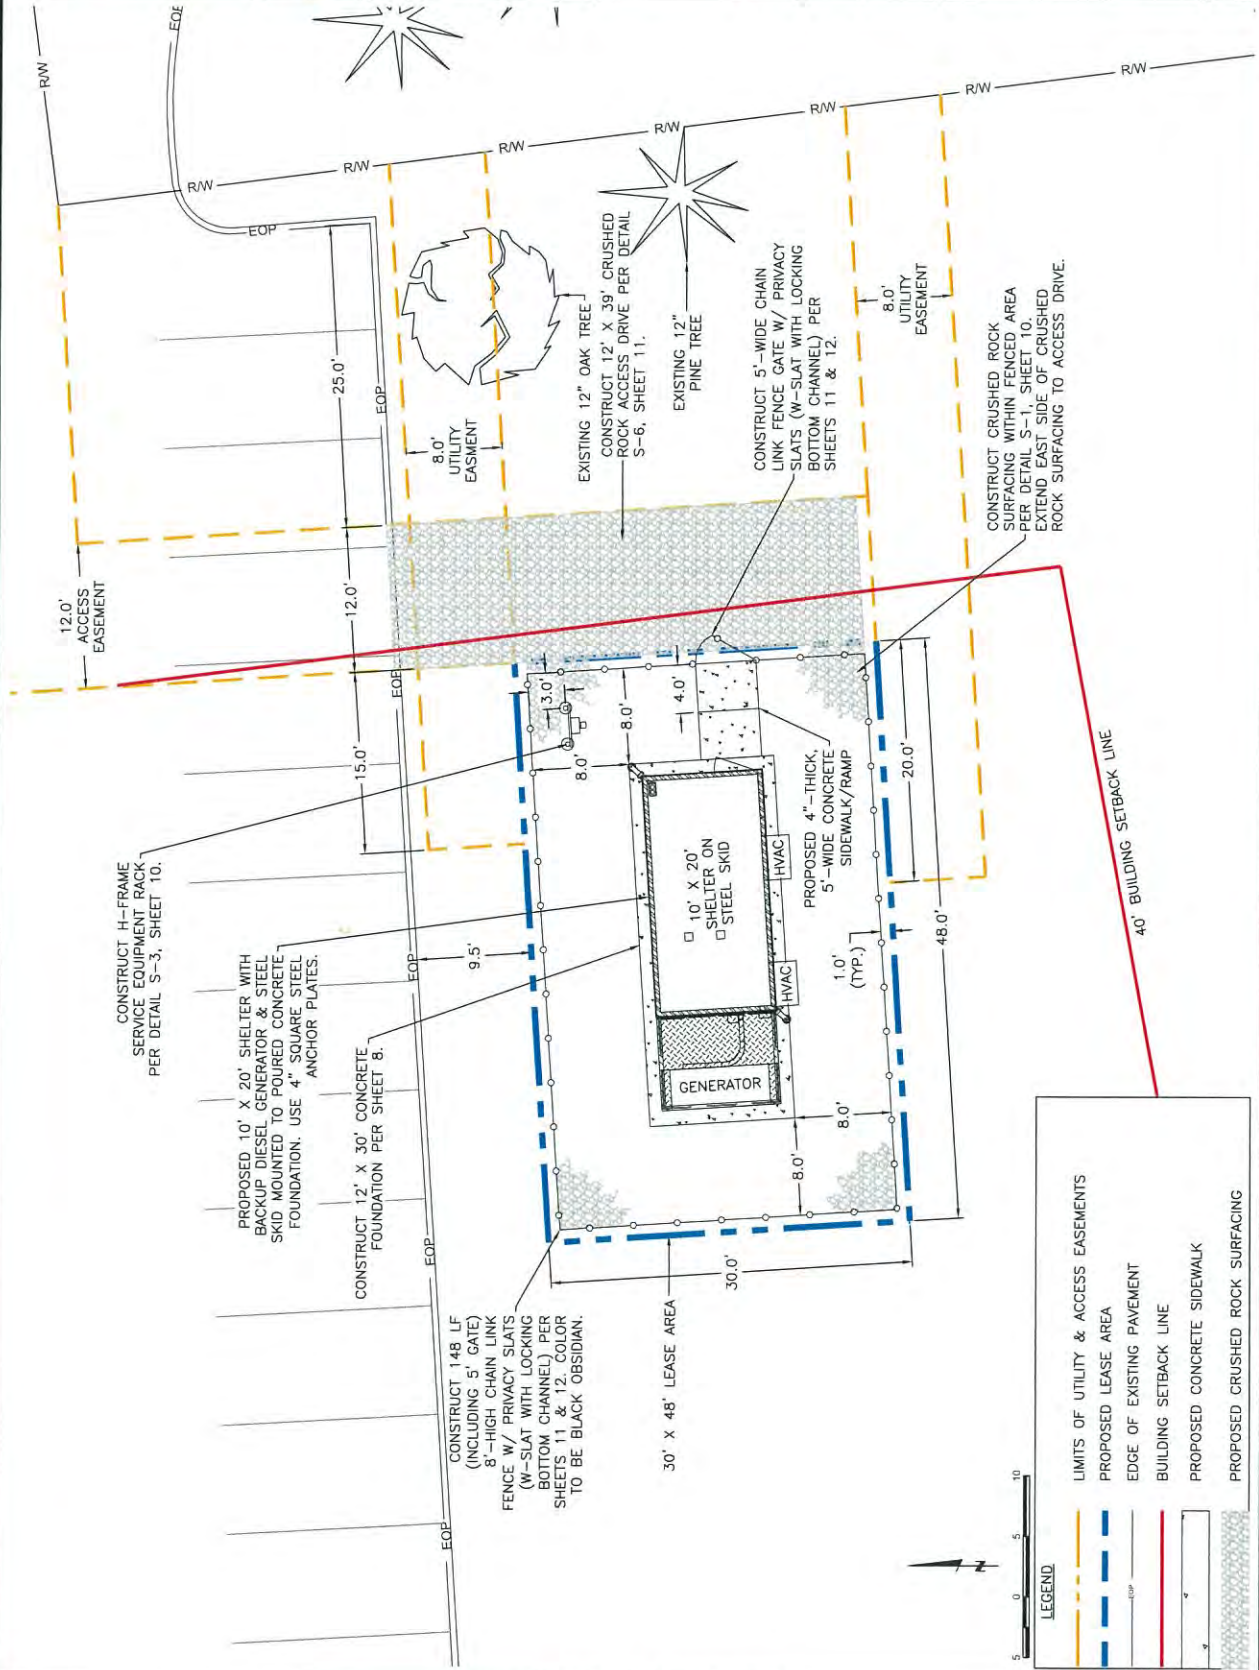 R/W
EOP
R/W
R/W
R/W
R/W
R/W
R/W
R/W
EOP
EOP
EOP
EOP
EOP
EOP
12.0'
ACCESS
EASEMENT
25.0'
12.0'
15.0'
9.5'
8.0'
UTILITY
EASMENT
EXISTING 12" OAK TREE
CONSTRUCT 12' X 39' CRUSHED
ROCK ACCESS DRIVE PER DETAIL
S-6, SHEET 11.
EXISTING 12"
PINE TREE
CONSTRUCT 5'-WIDE CHAIN
LINK FENCE GATE W/ PRIVACY
SLATS (W-SLAT WITH LOCKING
BOTTOM CHANNEL) PER
SHEETS 11 & 12.
8.0'
UTILITY
EASEMENT
CONSTRUCT CRUSHED ROCK
SURFACING WITHIN FENCED AREA
PER DETAIL S-1, SHEET 10.
EXTEND EAST SIDE OF CRUSHED
ROCK SURFACING TO ACCESS DRIVE.
CONSTRUCT H-FRAME
SERVICE EQUIPMENT RACK
PER DETAIL S-3, SHEET 10.
PROPOSED 10' X 20' SHELTER WITH
BACKUP DIESEL GENERATOR & STEEL
SKID MOUNTED TO POURED CONCRETE
FOUNDATION. USE 4" SQUARE STEEL
ANCHOR PLATES.
CONSTRUCT 12' X 30' CONCRETE
FOUNDATION PER SHEET 8.
CONSTRUCT 148 LF
(INCLUDING 5' GATE)
8'-HIGH CHAIN LINK
FENCE W/ PRIVACY SLATS
(W-SLAT WITH LOCKING
BOTTOM CHANNEL) PER
SHEETS 11 & 12. COLOR
TO BE BLACK OBSIDIAN.
30' X 48' LEASE AREA
3.0'
8.0'
8.0'
4.0'
10' X 20'
SHELTER ON
STEEL SKID
GENERATOR
HVAC
HVAC
PROPOSED 4"-THICK,
5'-WIDE CONCRETE
SIDEWALK/RAMP
1.0'
(TYP.)
8.0'
8.0'
20.0'
48.0'
30.0'
40' BUILDING SETBACK LINE
N
5 0 5 10
LEGEND
LIMITS OF UTILITY & ACCESS EASEMENTS
PROPOSED LEASE AREA
EOP EDGE OF EXISTING PAVEMENT
BUILDING SETBACK LINE
PROPOSED CONCRETE SIDEWALK
PROPOSED CRUSHED ROCK SURFACING